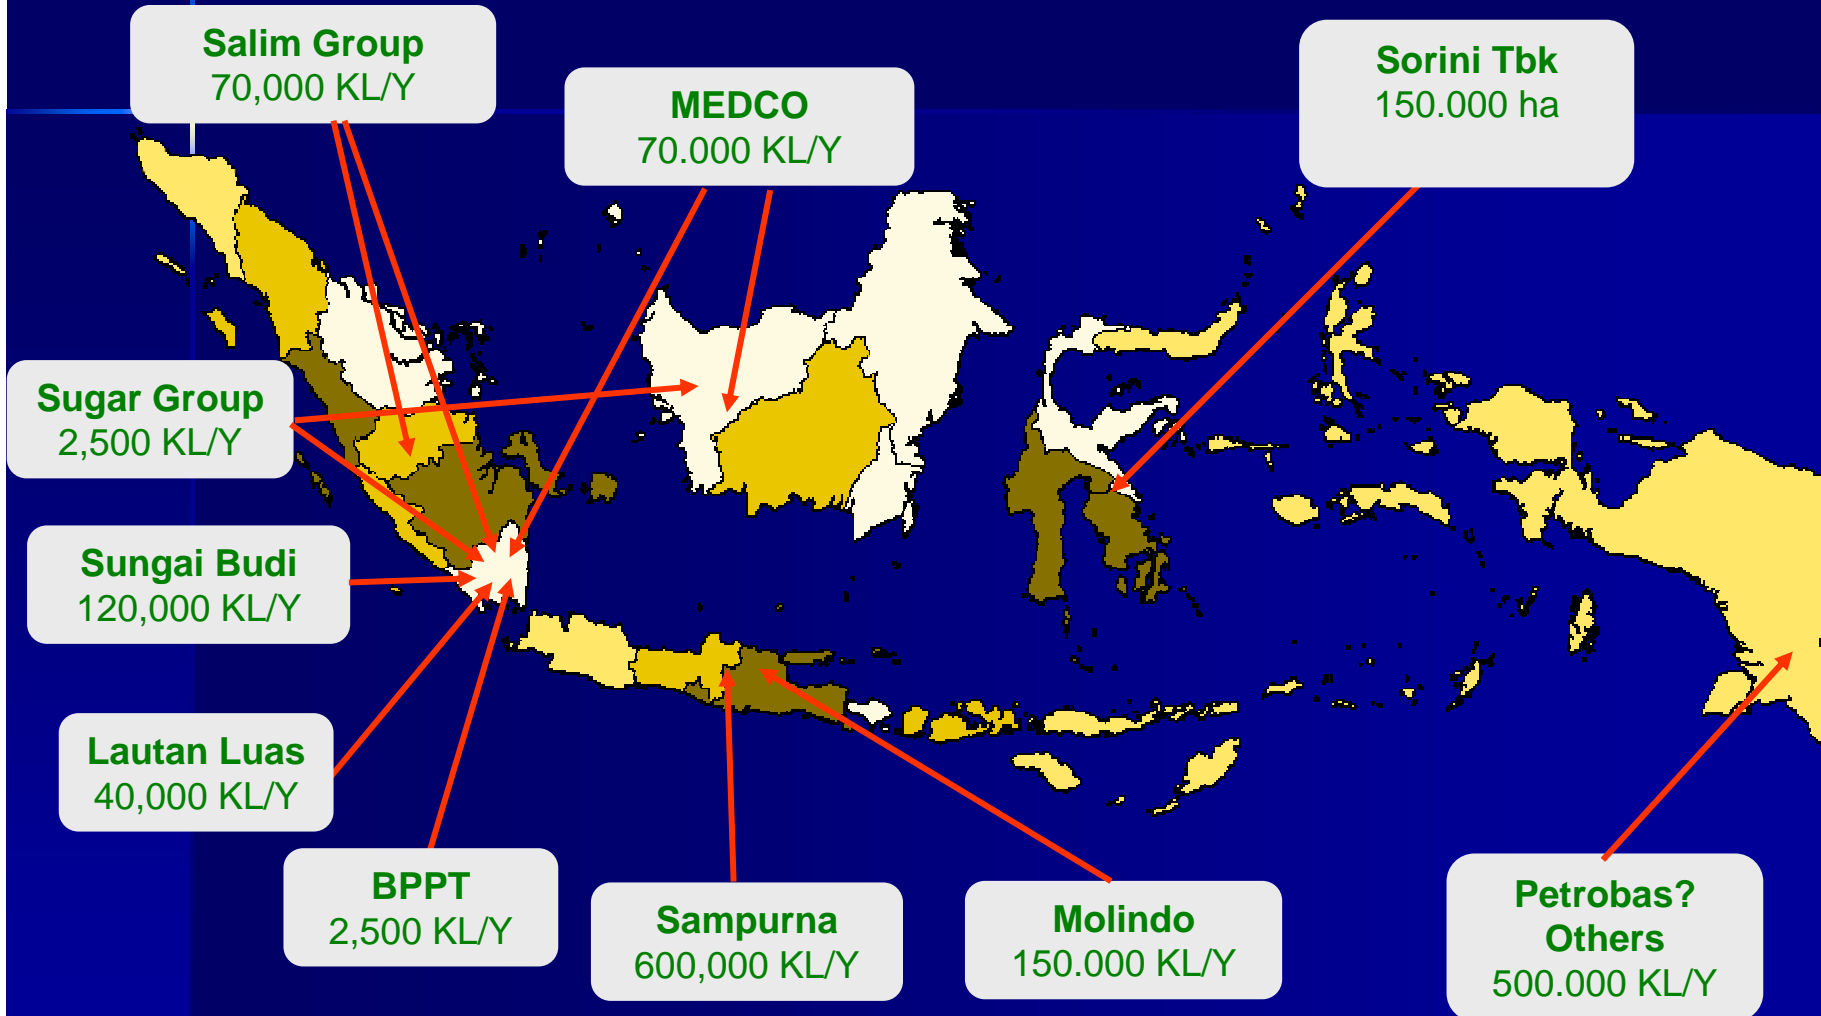 Salim Group
70,000 KL/Y
MEDCO
70.000 KL/Y
Sorini Tbk
150.000 ha
Sugar Group
2,500 KL/Y
Sungai Budi
120,000 KL/Y
Lautan Luas
40,000 KL/Y
BPPT
2,500 KL/Y
Sampurna
600,000 KL/Y
Molindo
150.000 KL/Y
Petrobas?
Others
500.000 KL/Y